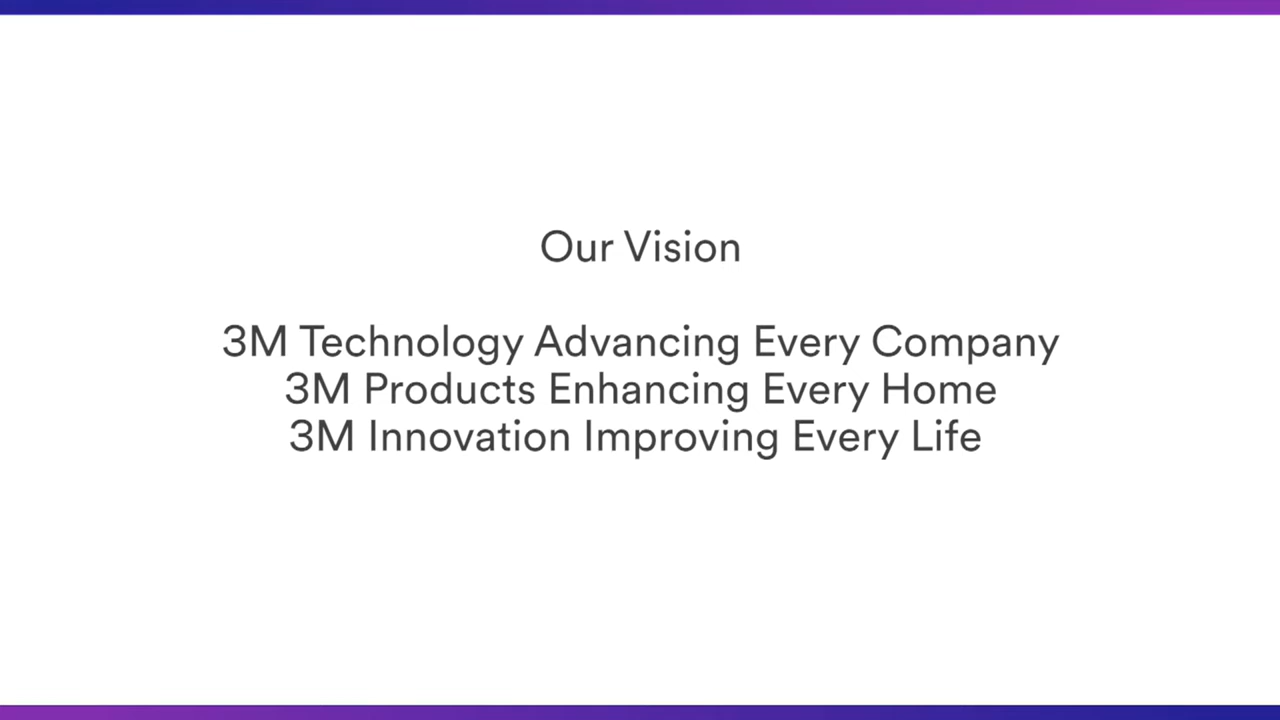 Our Vision
3M Technology Advancing Every Company
3M Products Enhancing Every Home
3M Innovation Improving Every Life